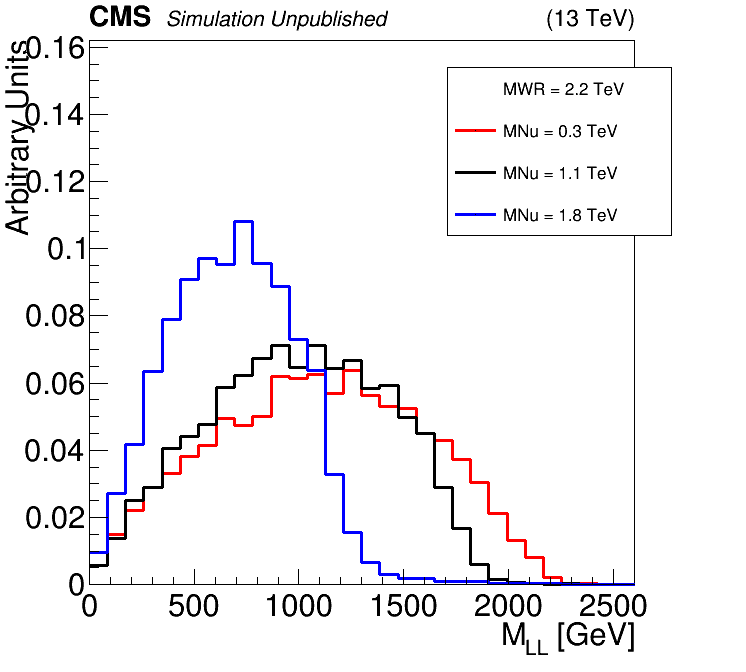 CMS Simulation Unpublished (13 TeV)
Arbitrary Units
0.16
0.14
0.12
0.1
0.08
0.06
0.04
0.02
0
MWR = 2.2 TeV
MNu = 0.3 TeV
MNu = 1.1 TeV
MNu = 1.8 TeV
0 500 1000 1500 2000 2500
M_LL [GeV]